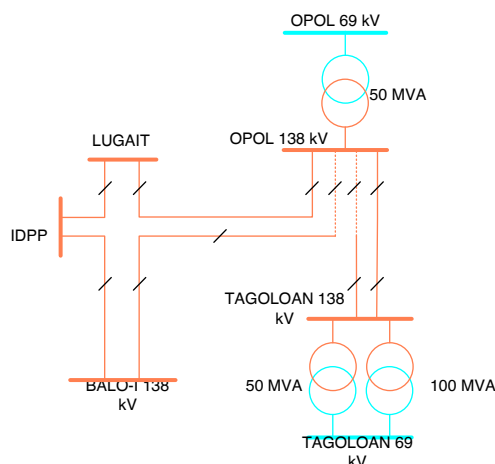 OPOL 69 kV
50 MVA
OPOL 138 kV
LUGAIT
IDPP
TAGOLOAN 138
kV
BALO-I 138
kV
50 MVA
100 MVA
TAGOLOAN 69
kV